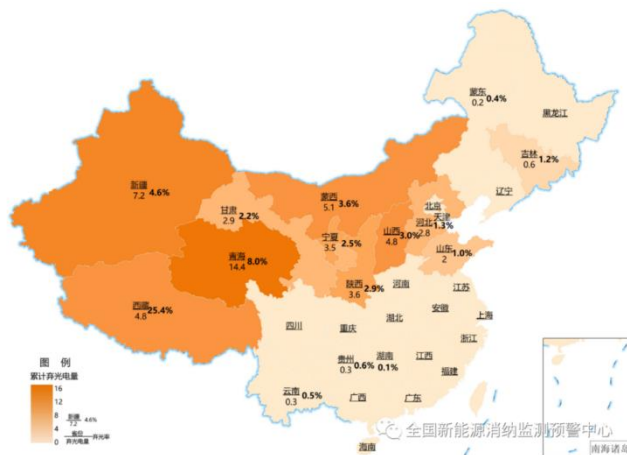 蒙东
0.2 0.4%
黑龙江
吉林
0.6 1.2%
辽宁
新疆
7.2 4.6%
蒙西
5.1 3.6%
甘肃
2.9 2.2%
北京
天津
河北 1.3%
2.8
宁夏 2.5%
3.5
山西 3.0%
4.8
山东 1.0%
2
青海 8.0%
14.4
陕西 2.9%
3.6
河南
江苏
西藏 25.4%
4.8
安徽
上海
湖北
四川
重庆
浙江
贵州 0.6%
0.3
湖南
0.1%
江西
福建
云南 0.5%
0.3
广西
广东
海南
图 例
累计弃光电量
16
12
8
4
0
新疆
7.2 4.6%
省份
弃光电量 弃光率
全国新能源消纳监测预警中心
南海诸岛